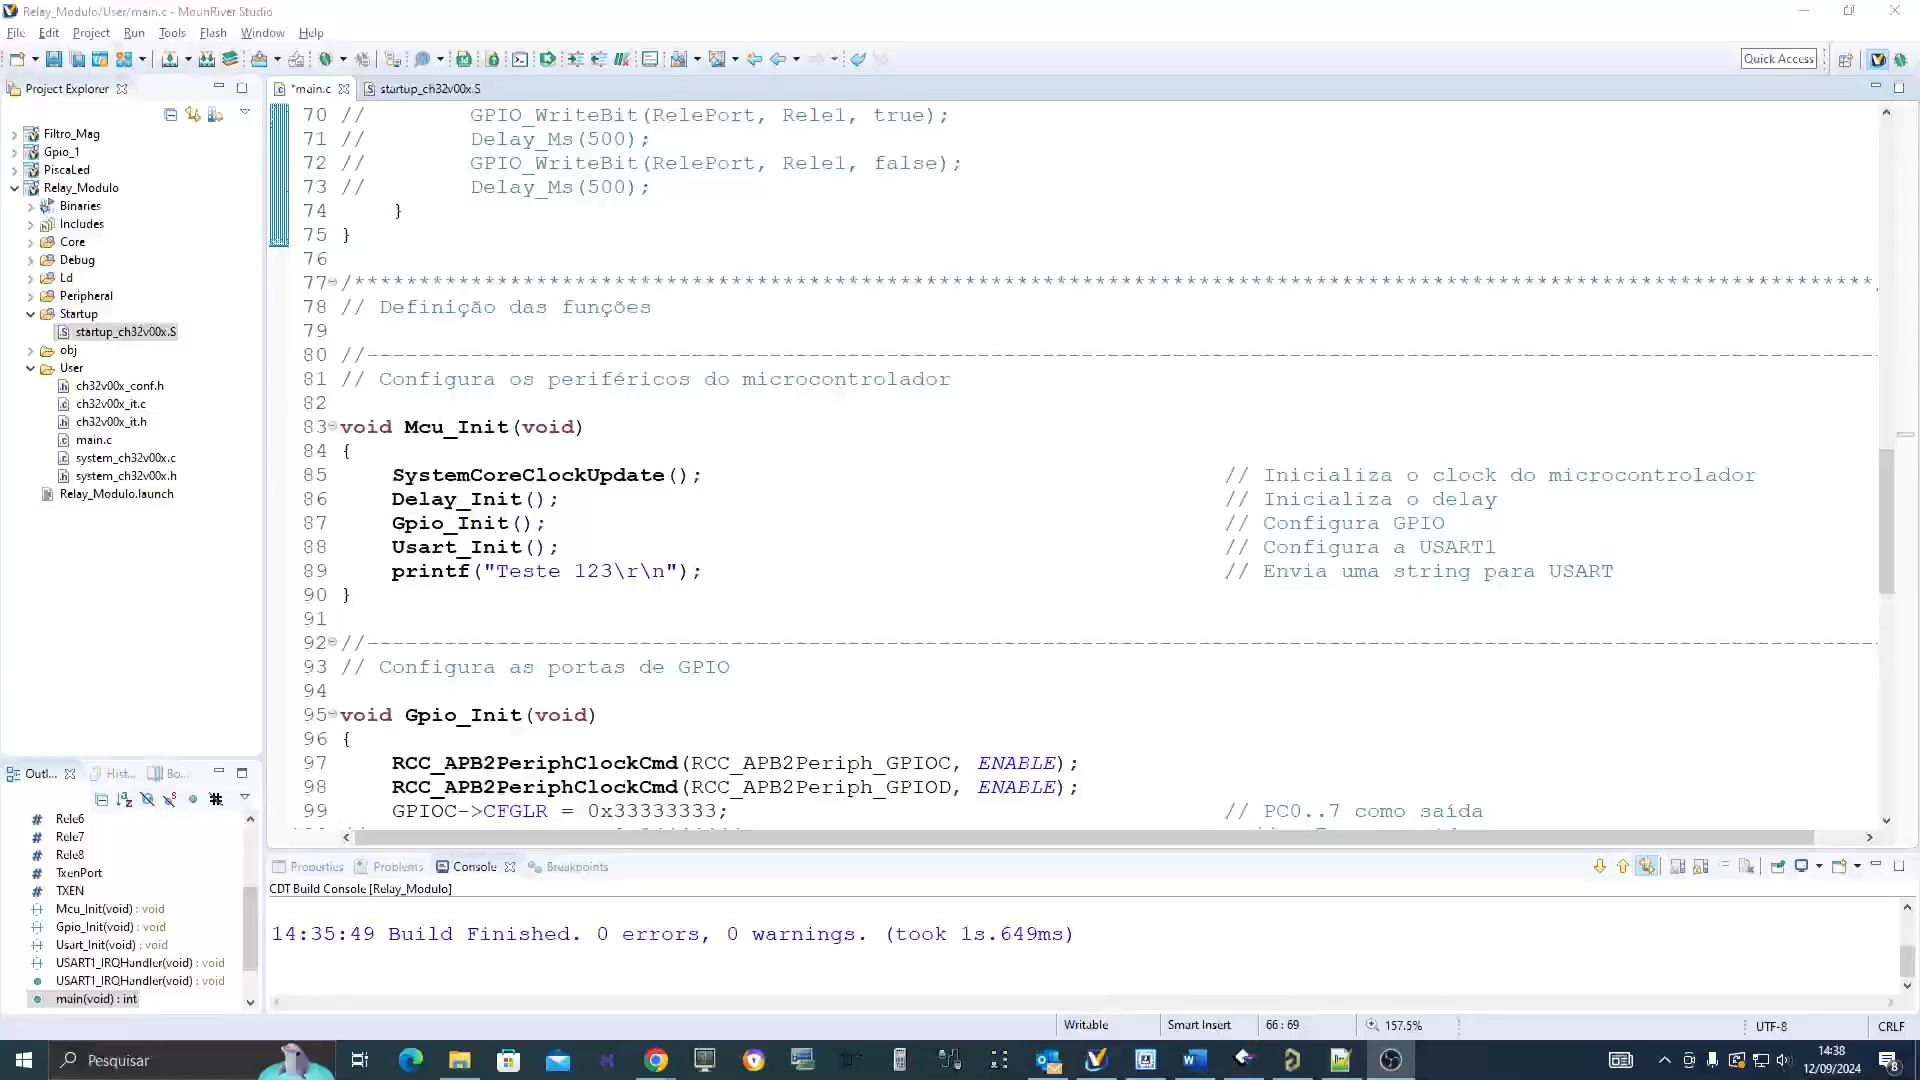 Relay_Modulo/User/main.c - MounRiver Studio
File Edit Project Run Tools Flash Window Help
Quick Access
Project Explorer
*main.c
startup_ch32v00x.S
Filtro_Mag
Gpio_1
PiscaLed
Relay_Modulo
Binaries
Includes
Core
Debug
Ld
Peripheral
Startup
startup_ch32v00x.S
obj
User
ch32v00x_conf.h
ch32v00x_it.c
ch32v00x_it.h
main.c
system_ch32v00x.c
system_ch32v00x.h
Relay_Modulo.launch
70 // GPIO_WriteBit(RelePort, Rele1, true);
71 // Delay_Ms(500);
72 // GPIO_WriteBit(RelePort, Rele1, false);
73 // Delay_Ms(500);
74 }
75 }
76
77 /***********************************************************************************************************************
78 // Definição das funções
79
80 //--------------------------------------------------------------------------------------------------------------------
81 // Configura os periféricos do microcontrolador
82
83 void Mcu_Init(void)
84 {
85 SystemCoreClockUpdate(); // Inicializa o clock do microcontrolador
86 Delay_Init(); // Inicializa o delay
87 Gpio_Init(); // Configura GPIO
88 Usart_Init(); // Configura a USART1
89 printf("Teste 123\r\n"); // Envia uma string para USART
90 }
91
92 //--------------------------------------------------------------------------------------------------------------------
93 // Configura as portas de GPIO
94
95 void Gpio_Init(void)
96 {
97 RCC_APB2PeriphClockCmd(RCC_APB2Periph_GPIOC, ENABLE);
98 RCC_APB2PeriphClockCmd(RCC_APB2Periph_GPIOD, ENABLE);
99 GPIOC->CFGLR = 0x33333333; // PC0..7 como saída
Outl... Hist... Bo...
Rele6
Rele7
Rele8
TxenPort
TXEN
Mcu_Init(void) : void
Gpio_Init(void) : void
Usart_Init(void) : void
USART1_IRQHandler(void) : void
USART1_IRQHandler(void) : void
main(void) : int
Properties Problems Console Breakpoints
CDT Build Console [Relay_Modulo]
14:35:49 Build Finished. 0 errors, 0 warnings. (took 1s.649ms)
Writable Smart Insert 66 : 69 157.5% UTF-8 CRLF
Pesquisar
14:38
12/09/2024
8